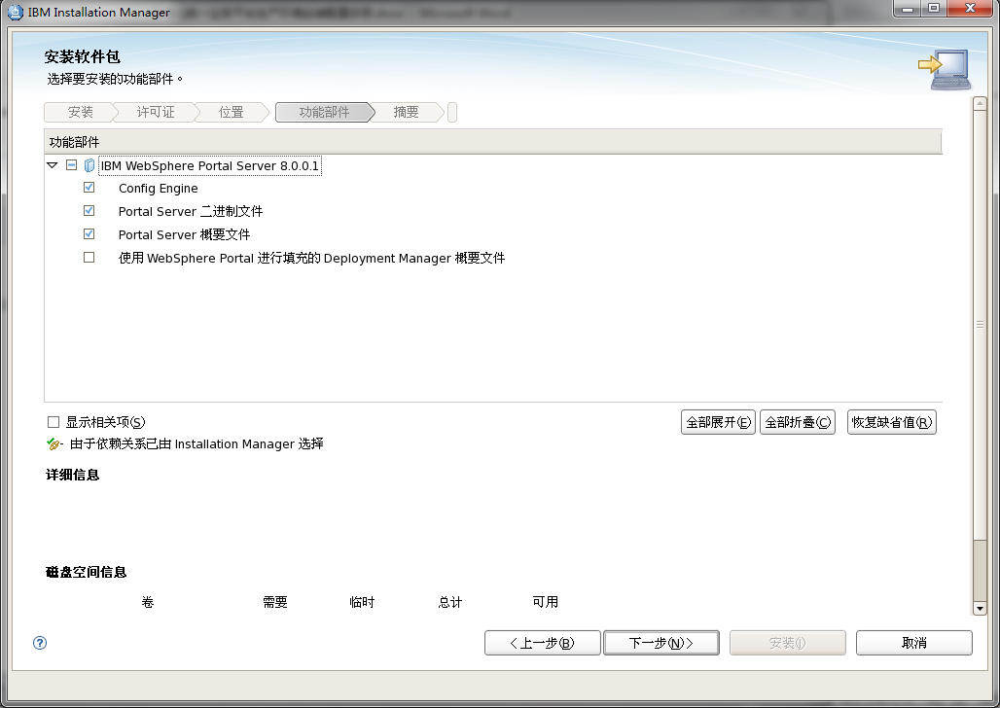 IBM Installation Manager
安装软件包
选择要安装的功能部件。
安装 许可证 位置 功能部件 摘要
功能部件
IBM WebSphere Portal Server 8.0.0.1
Config Engine
Portal Server 二进制文件
Portal Server 概要文件
使用 WebSphere Portal 进行填充的 Deployment Manager 概要文件
显示相关项(S) 全部展开(E) 全部折叠(C) 恢复缺省值(R)
- 由于依赖关系已由 Installation Manager 选择
详细信息
磁盘空间信息
卷 需要 临时 总计 可用
? < 上一步(B) 下一步(N) > 安装(I) 取消